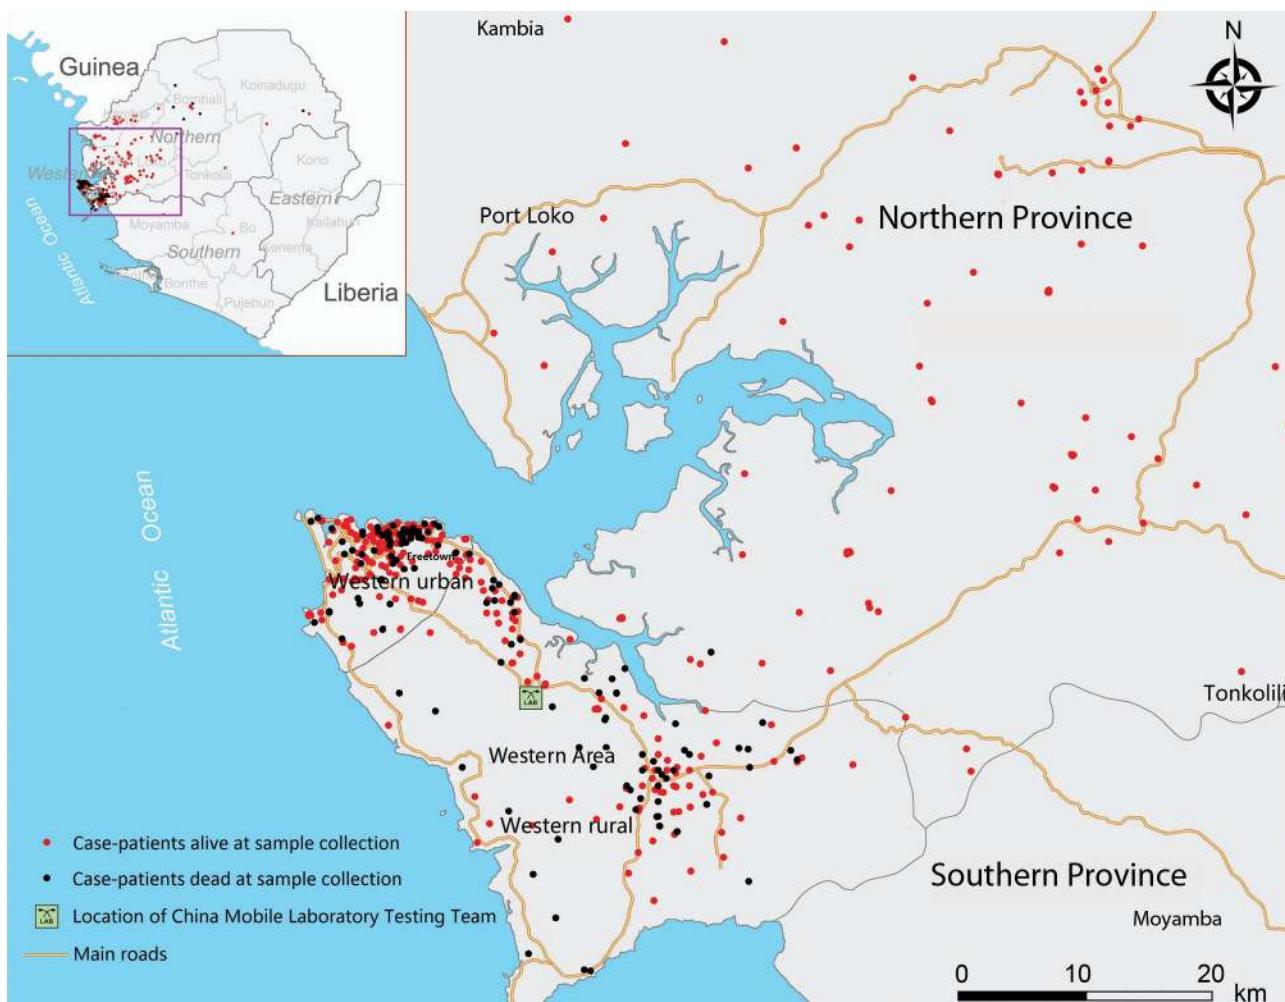 Guinea
Koinadugu
Bombali
Northern
Kono
Western
Tonkolili
Eastern
Moyamba
Bo
Kailahun
Southern
Kenema
Bonthe
Pujehun
Liberia
Atlantic Ocean
Kambia
N
Port Loko
Northern Province
Atlantic Ocean
Freetown
Western urban
LAB
Tonkolili
Western Area
Western rural
Southern Province
Moyamba
Case-patients alive at sample collection
Case-patients dead at sample collection
LAB
Location of China Mobile Laboratory Testing Team
Main roads
0 10 20
km